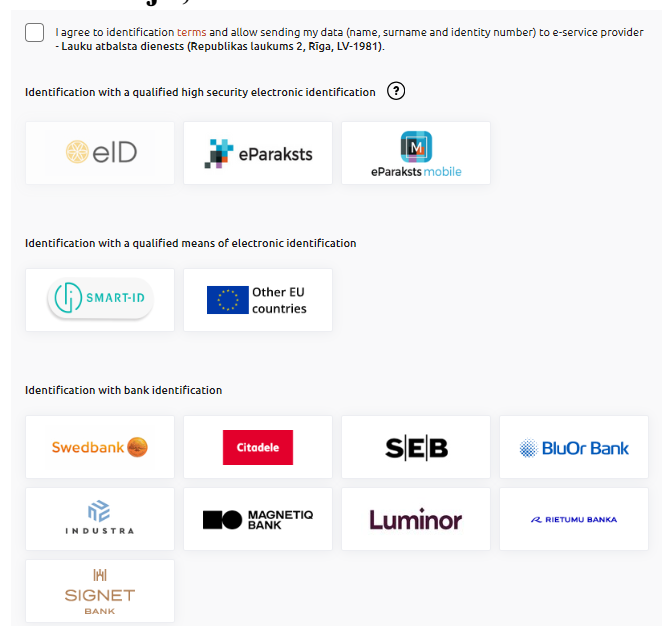 I agree to identification terms and allow sending my data (name, surname and identity number) to e-service provider
- Lauku atbalsta dienests (Republikas laukums 2, Rīga, LV-1981).
Identification with a qualified high security electronic identification ?
eID
eParaksts
eParaksts mobile
Identification with a qualified means of electronic identification
SMART-ID
Other EU
countries
Identification with bank identification
Swedbank
Citadele
S|E|B
BluOr Bank
INDUSTRA
MAGNETIQ
BANK
Luminor
RIETUMU BANKA
SIGNET
BANK